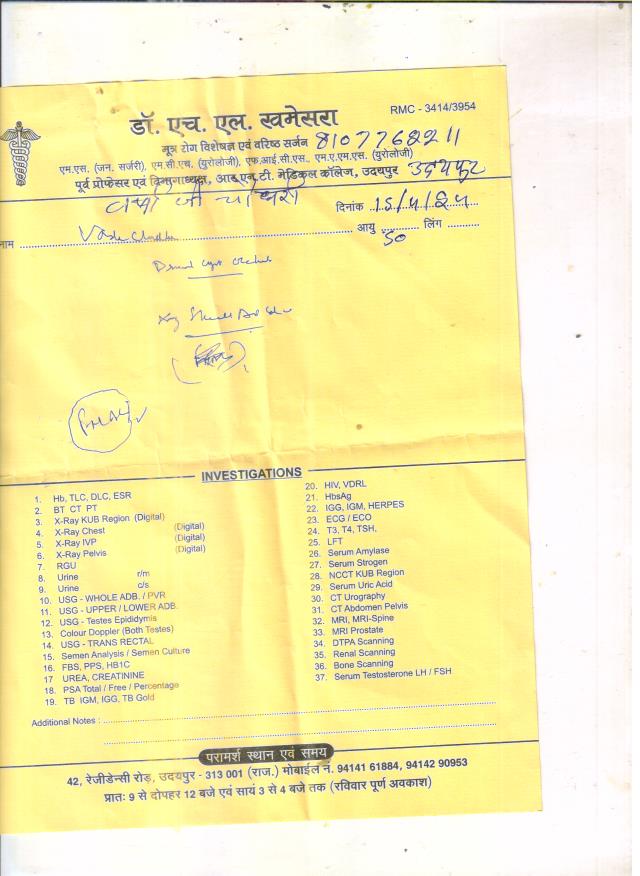 RMC - 3414/3954
डॉ. एच. एल. खमेसरा
मूत्र रोग विशेषज्ञ एवं वरिष्ठ सर्जन 8107762211
एम.एस. (जन. सर्जरी), एम.सी.एच. (युरोलोजी), एफ.आई.सी.एस., एम.ए.एम.एस. (युरोलोजी)
पूर्व प्रोफेसर एवं विभागाध्यक्ष, आर.एन.टी. मेडिकल कॉलेज, उदयपुर उदयपुर
जी चौधरी
दिनांक 15/4/24
नाम आयु 50 लिंग
INVESTIGATIONS
1. Hb, TLC, DLC, ESR
2. BT CT PT
3. X-Ray KUB Region (Digital)
4. X-Ray Chest (Digital)
5. X-Ray IVP (Digital)
6. X-Ray Pelvis (Digital)
7. RGU
8. Urine r/m
9. Urine c/s
10. USG - WHOLE ADB. / PVR
11. USG - UPPER / LOWER ADB.
12. USG - Testes Epididymis
13. Colour Doppler (Both Testes)
14. USG - TRANS RECTAL
15. Semen Analysis / Semen Culture
16. FBS, PPS, HB1C
17 UREA, CREATININE
18. PSA Total / Free / Percentage
19. TB IGM, IGG, TB Gold
20. HIV, VDRL
21. HbsAg
22. IGG, IGM, HERPES
23. ECG / ECO
24. T3, T4, TSH,
25. LFT
26. Serum Amylase
27. Serum Strogen
28. NCCT KUB Region
29. Serum Uric Acid
30. CT Urography
31. CT Abdomen Pelvis
32. MRI, MRI-Spine
33. MRI Prostate
34. DTPA Scanning
35. Renal Scanning
36. Bone Scanning
37. Serum Testosterone LH / FSH
Additional Notes :
परामर्श स्थान एवं समय
42, रेजीडेन्सी रोड़, उदयपुर - 313 001 (राज.) मोबाईल नं. 94141 61884, 94142 90953
प्रातः 9 से दोपहर 12 बजे एवं सायं 3 से 4 बजे तक (रविवार पूर्ण अवकाश)